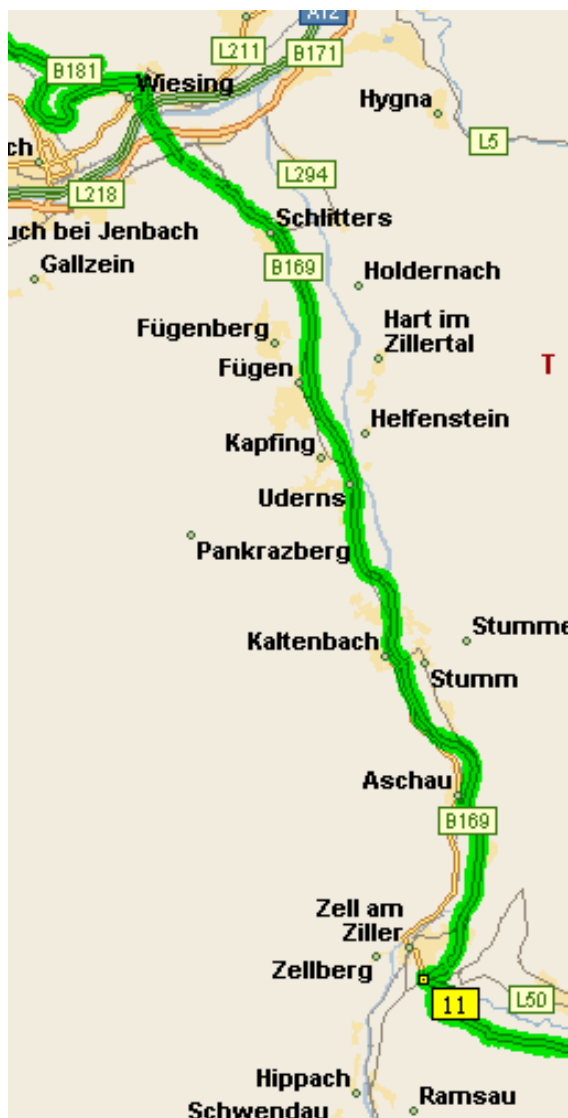 A12
L211
B171
B181
Wiesing
Hygna
L5
ch
L294
L218
Schlitters
uch bei Jenbach
B169
Gallzein
Holdernach
Fügenberg
Hart im
Zillertal
T
Fügen
Helfenstein
Kapfing
Uderns
Pankrazberg
Stumme
Kaltenbach
Stumm
Aschau
B169
Zell am
Ziller
Zellberg
11
L50
Hippach
Ramsau
Schwendau